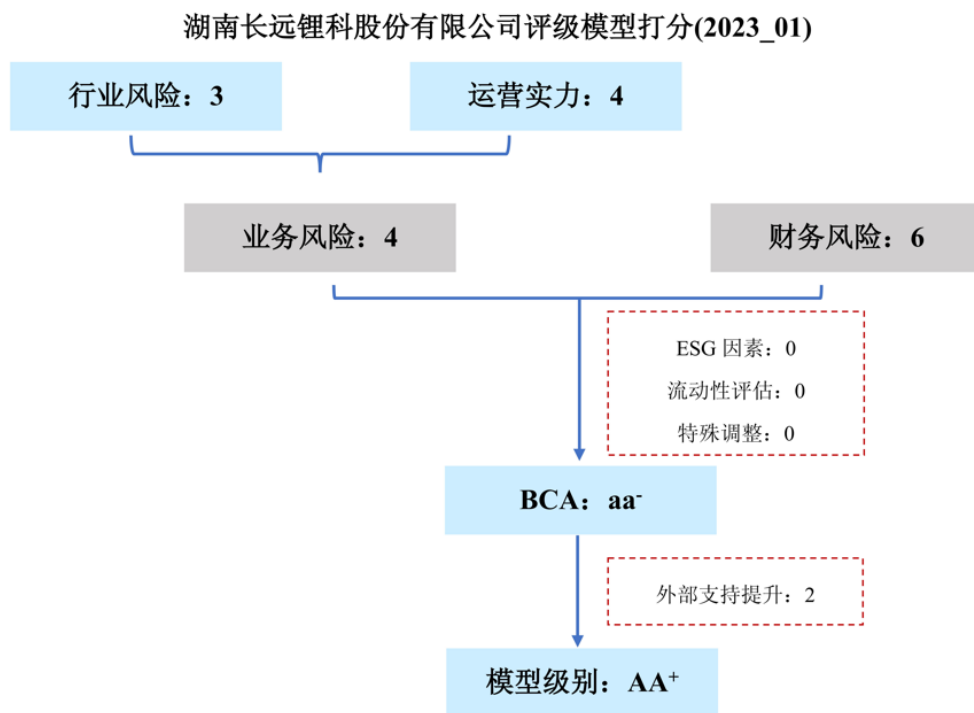 湖南长远锂科股份有限公司评级模型打分(2023_01)
行业风险：3
运营实力：4
业务风险：4
财务风险：6
ESG 因素：0
流动性评估：0
特殊调整：0
BCA：aa⁻
外部支持提升：2
模型级别：AA⁺